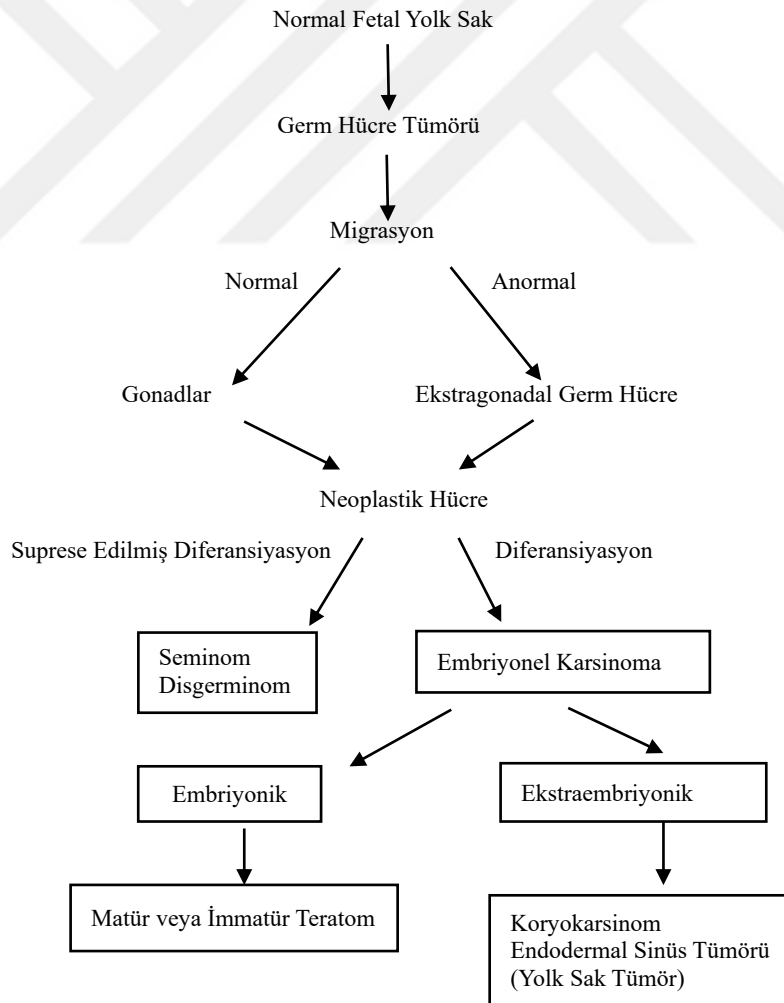 Normal Fetal Yolk Sak
Germ Hücre Tümörü
Migrasyon
Normal
Anormal
Gonadlar
Ekstragonadal Germ Hücre
Neoplastik Hücre
Suprese Edilmiş Diferansiyasyon
Diferansiyasyon
Seminom
Disgerminom
Embriyonel Karsinoma
Embriyonik
Ekstraembriyonik
Matür veya İmmatür Teratom
Koryokarsinom
Endodermal Sinüs Tümörü
(Yolk Sak Tümör)